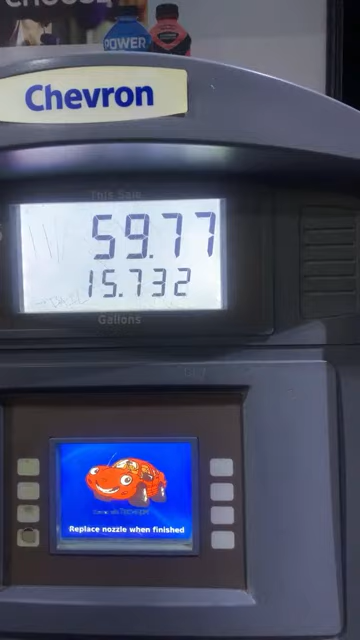 POWER
Chevron
This Sale
59.77
15.732
Gallons
Replace nozzle when finished